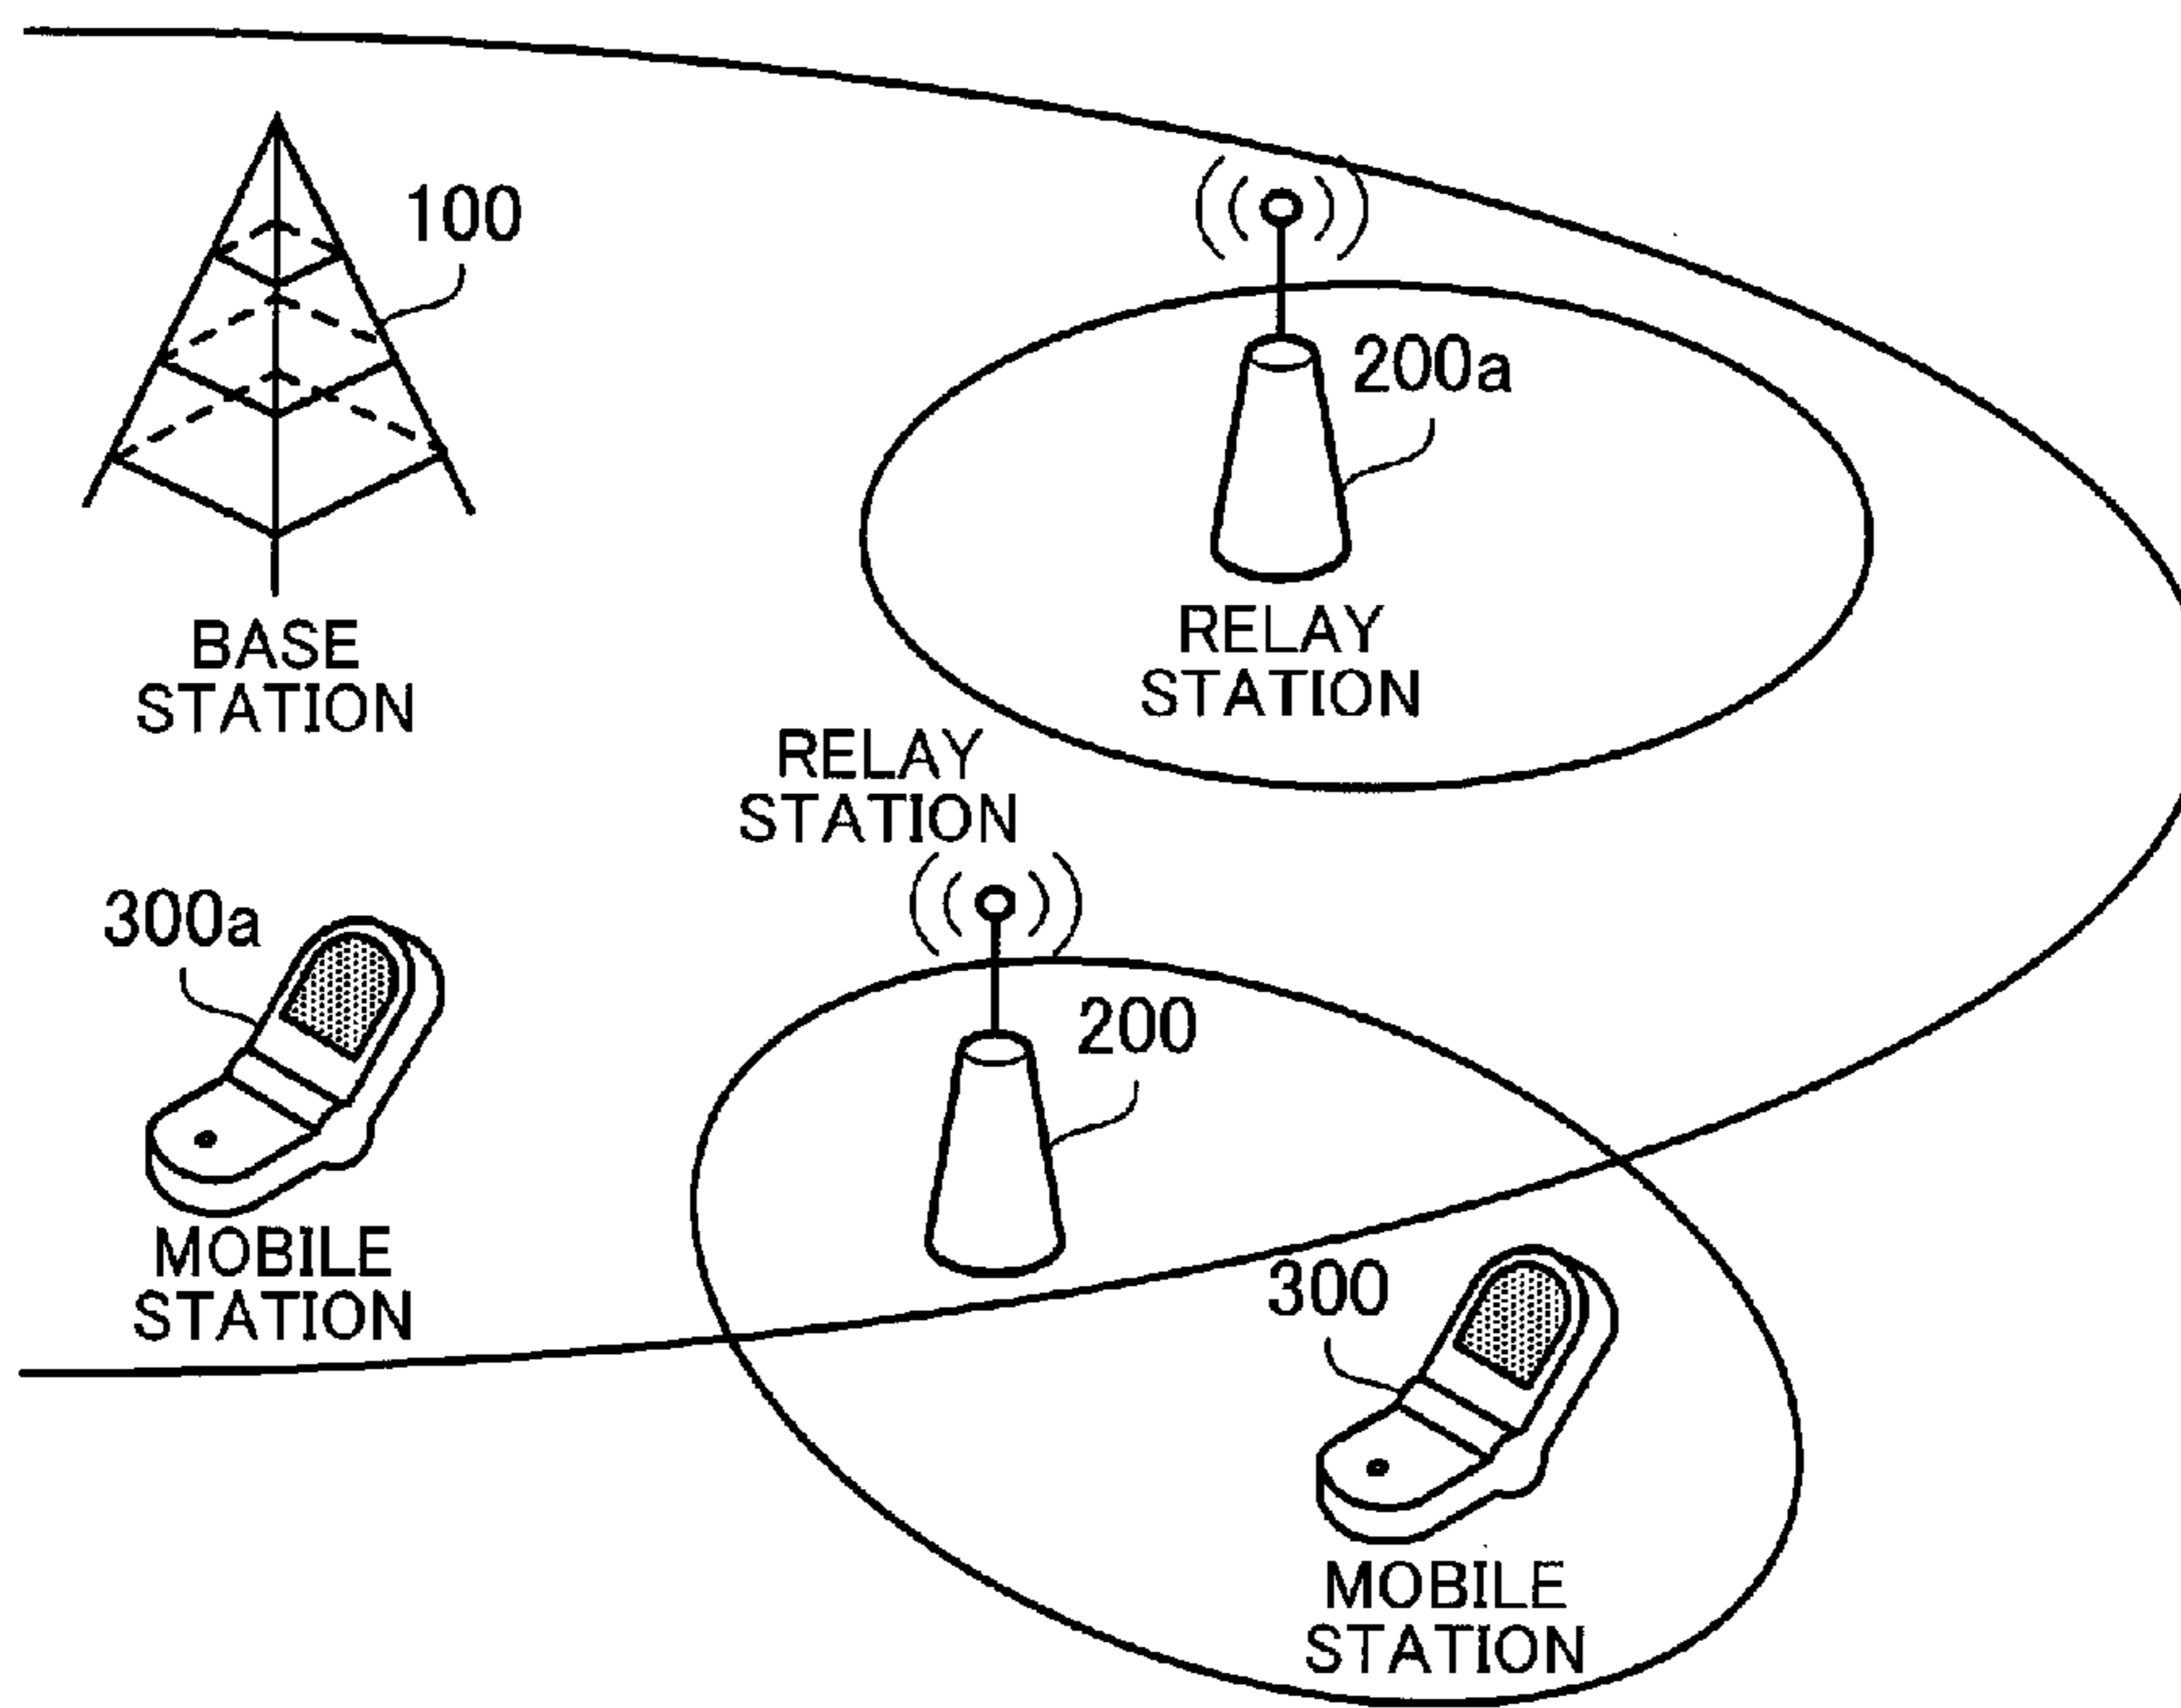 100
BASE
STATION
200a
RELAY
STATION
RELAY
STATION
200
300a
MOBILE
STATION
300
MOBILE
STATION